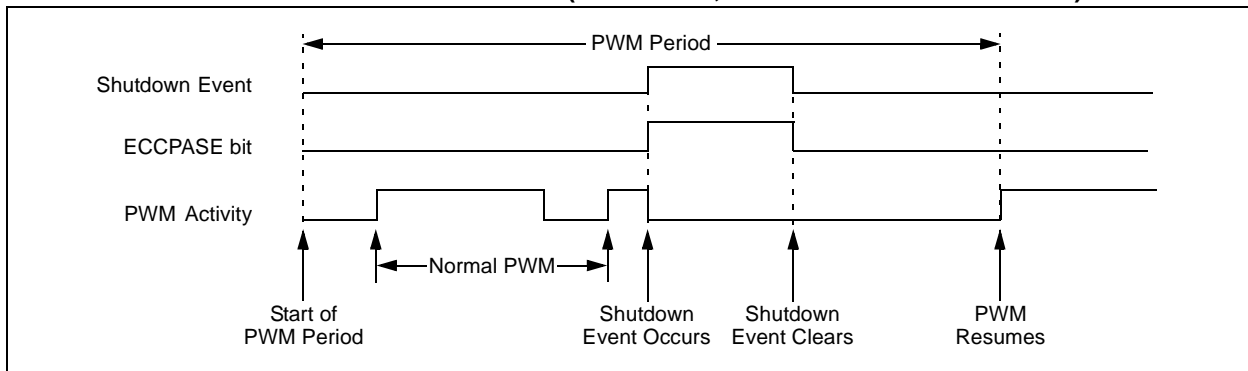 PWM Period
Shutdown Event
ECCPASE bit
PWM Activity
Normal PWM
Start of
PWM Period
Shutdown
Event Occurs
Shutdown
Event Clears
PWM
Resumes